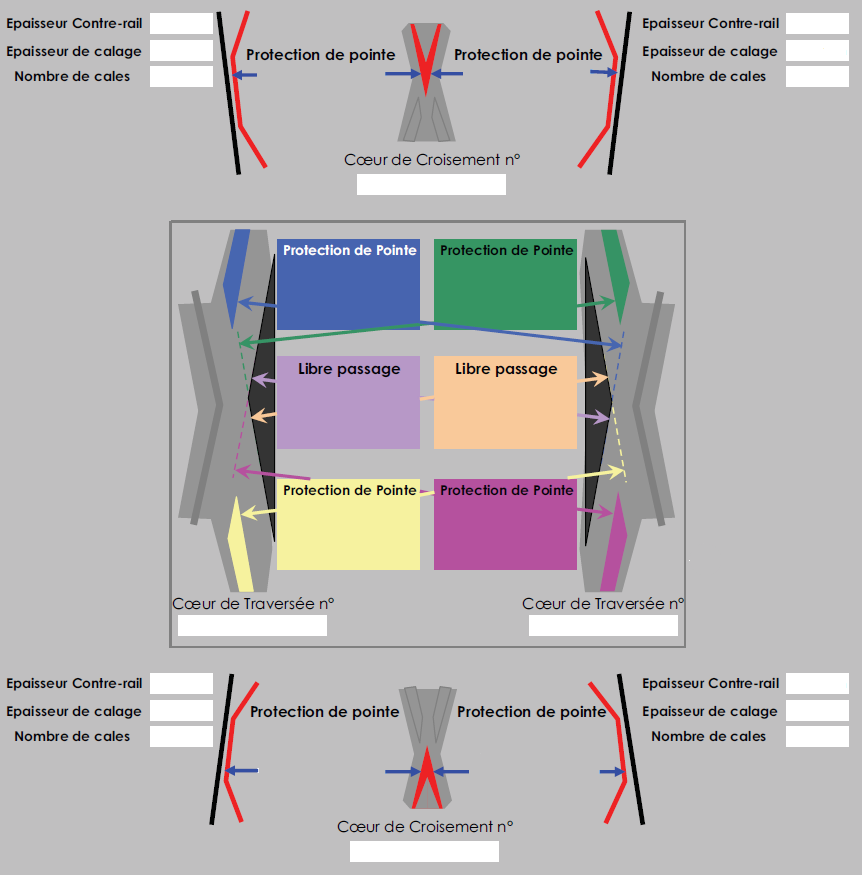 Epaisseur Contre-rail
Epaisseur de calage
Nombre de cales
Protection de pointe
Protection de pointe
Epaisseur Contre-rail
Epaisseur de calage
Nombre de cales
Cœur de Croisement n°
Protection de Pointe
Protection de Pointe
Libre passage
Libre passage
Protection de Pointe
Protection de Pointe
Cœur de Traversée n°
Cœur de Traversée n°
Epaisseur Contre-rail
Epaisseur de calage
Nombre de cales
Protection de pointe
Protection de pointe
Epaisseur Contre-rail
Epaisseur de calage
Nombre de cales
Cœur de Croisement n°